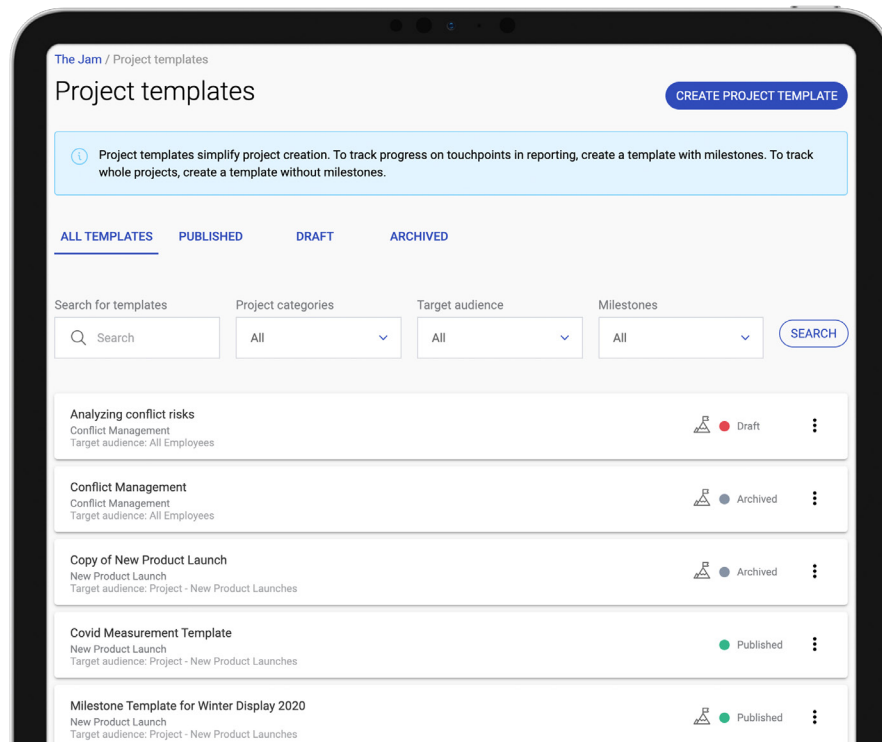 The Jam / Project templates
Project templates
CREATE PROJECT TEMPLATE
Project templates simplify project creation. To track progress on touchpoints in reporting, create a template with milestones. To track
whole projects, create a template without milestones.
ALL TEMPLATES PUBLISHED DRAFT ARCHIVED
Search for templates Project categories Target audience Milestones
Search All All All SEARCH
Analyzing conflict risks
Conflict Management
Target audience: All Employees
Draft
Conflict Management
Conflict Management
Target audience: All Employees
Archived
Copy of New Product Launch
New Product Launch
Target audience: Project - New Product Launches
Archived
Covid Measurement Template
New Product Launch
Target audience: Project - New Product Launches
Published
Milestone Template for Winter Display 2020
New Product Launch
Target audience: Project - New Product Launches
Published